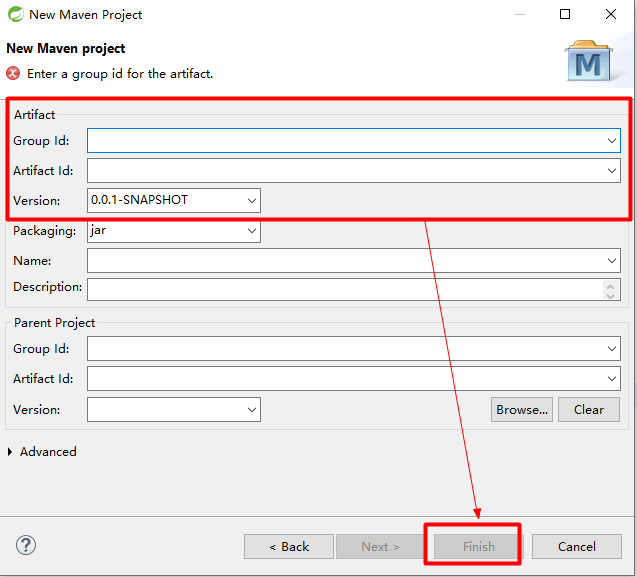 New Maven Project
New Maven project
Enter a group id for the artifact.
M
Artifact
Group Id:
Artifact Id:
Version: 0.0.1-SNAPSHOT
Packaging: jar
Name:
Description:
Parent Project
Group Id:
Artifact Id:
Version: Browse... Clear
Advanced
? < Back Next > Finish Cancel